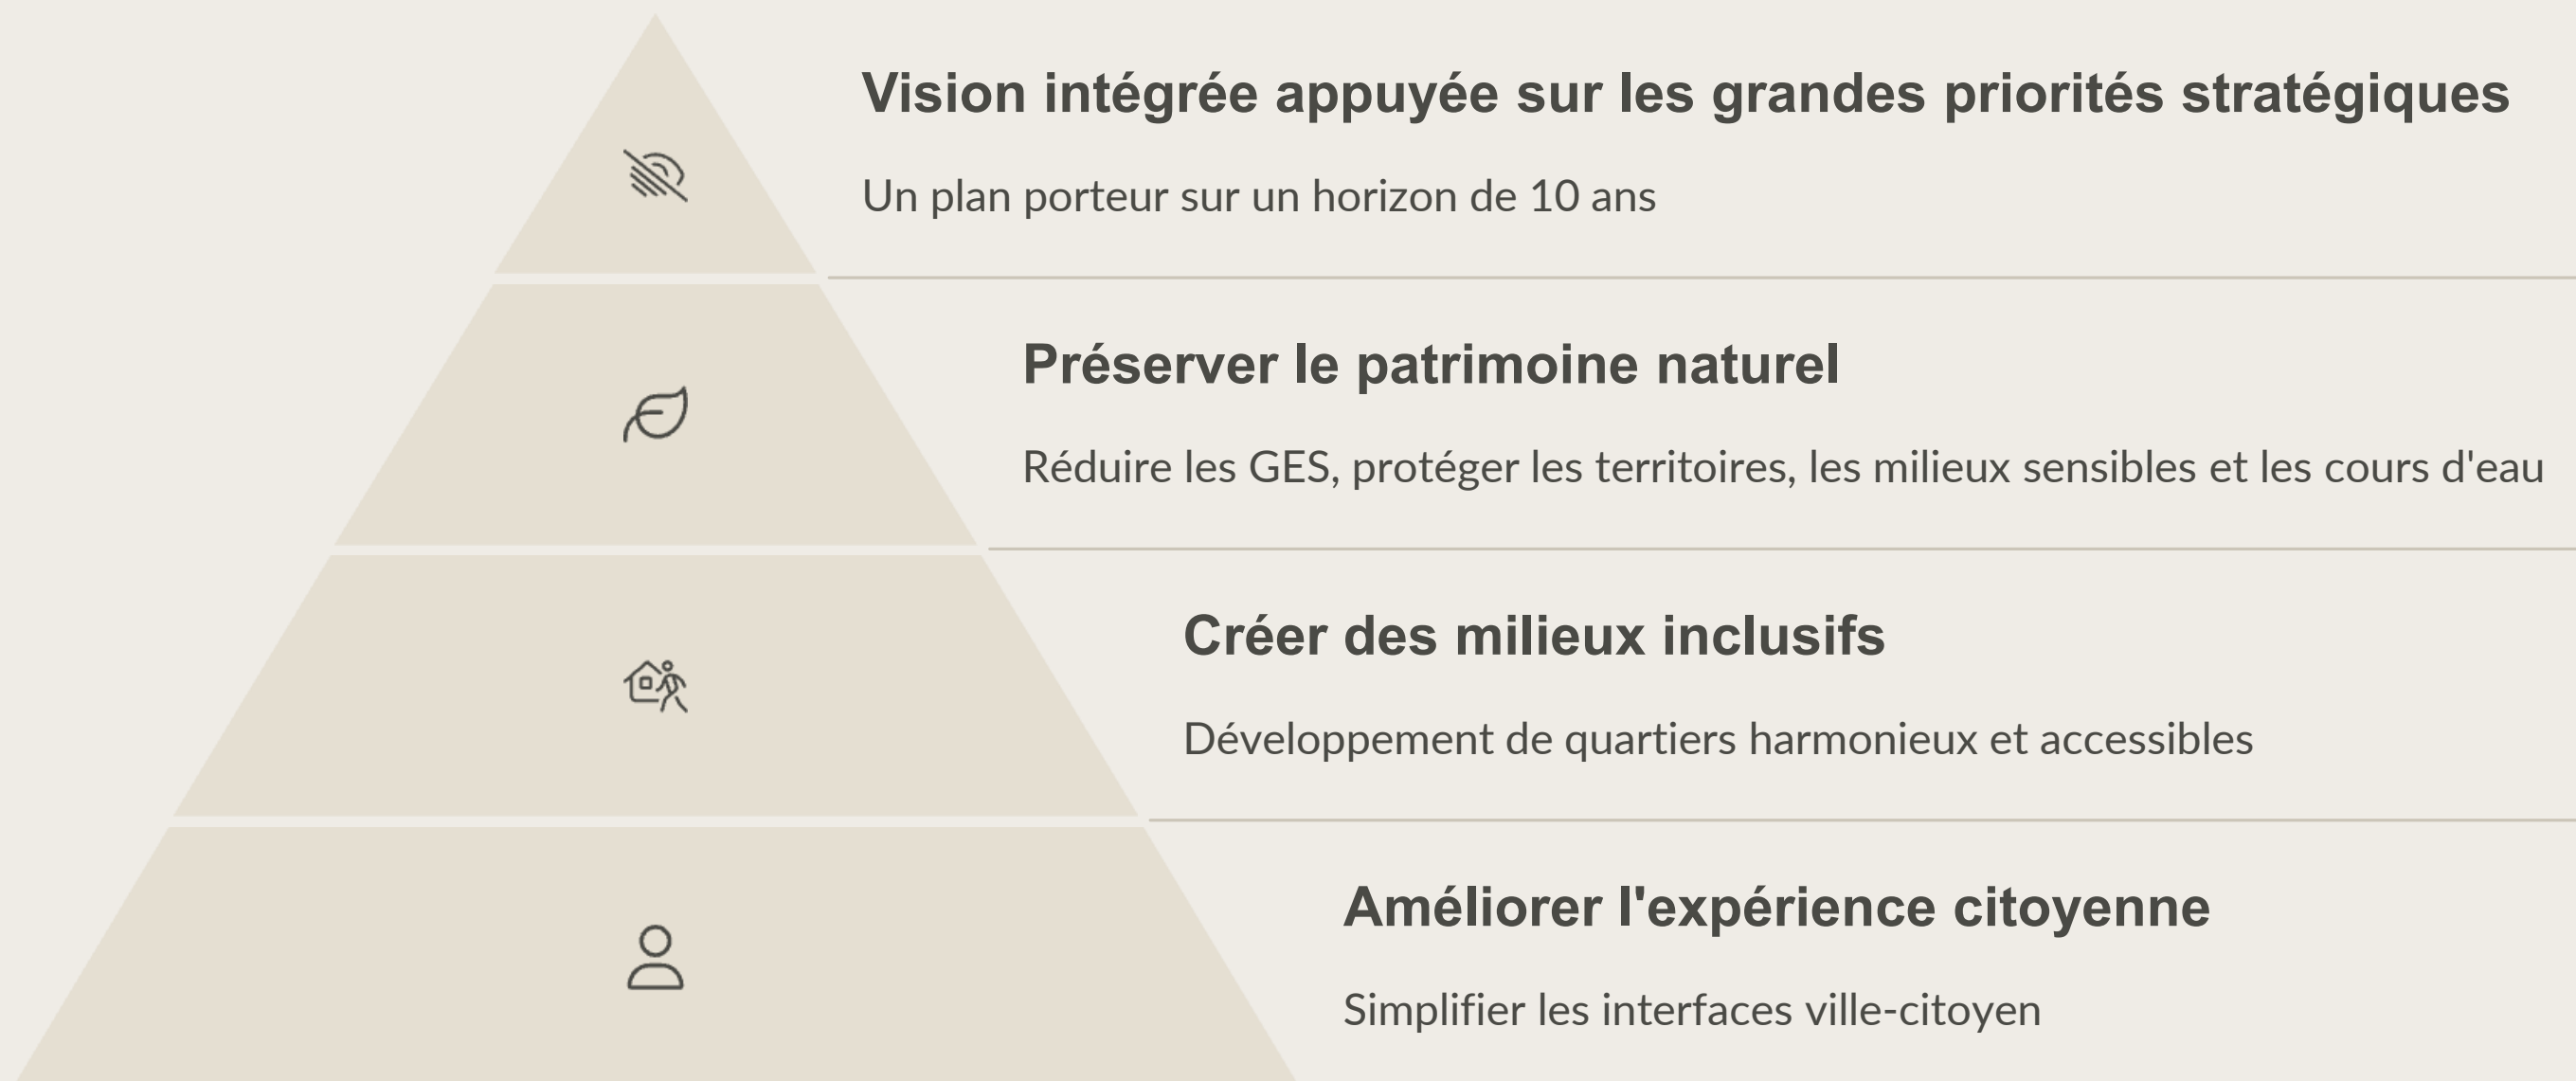 Vision intégrée appuyée sur les grandes priorités stratégiques
Un plan porteur sur un horizon de 10 ans
Préserver le patrimoine naturel
Réduire les GES, protéger les territoires, les milieux sensibles et les cours d'eau
Créer des milieux inclusifs
Développement de quartiers harmonieux et accessibles
Améliorer l'expérience citoyenne
Simplifier les interfaces ville-citoyen